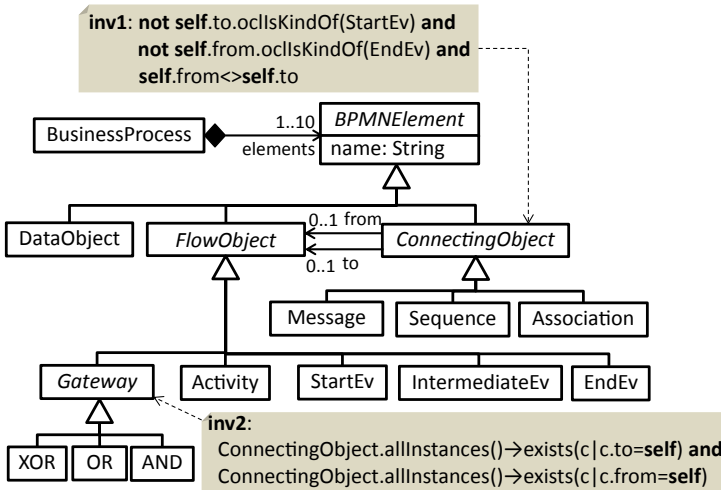 inv1: not self.to.oclIsKindOf(StartEv) and
not self.from.oclIsKindOf(EndEv) and
self.from<>self.to
BusinessProcess
1..10
elements
BPMNElement
name: String
DataObject
FlowObject
0..1 from
0..1 to
ConnectingObject
Message
Sequence
Association
Gateway
Activity
StartEv
IntermediateEv
EndEv
XOR
OR
AND
inv2:
ConnectingObject.allInstances()→exists(c|c.to=self) and
ConnectingObject.allInstances()→exists(c|c.from=self)